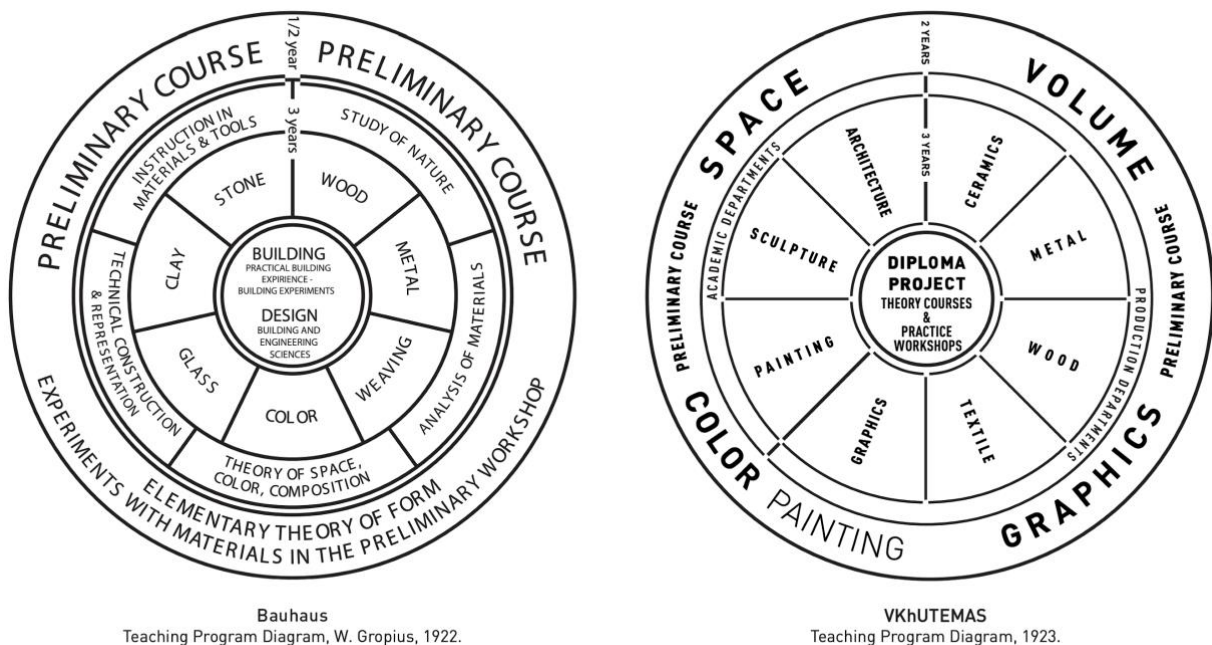 PRELIMINARY COURSE
1/2 year
PRELIMINARY COURSE
INSTRUCTION IN
MATERIALS & TOOLS
3 years
STUDY OF NATURE
STONE
WOOD
CLAY
METAL
BUILDING
PRACTICAL BUILDING
EXPIRIENCE -
BUILDING EXPERIMENTS
DESIGN
BUILDING AND
ENGINEERING
SCIENCES
TECHNICAL CONSTRUCTION
& REPRESENTATION
ANALYSIS OF MATERIALS
GLASS
WEAVING
COLOR
THEORY OF SPACE,
COLOR, COMPOSITION
ELEMENTARY THEORY OF FORM
EXPERIMENTS WITH MATERIALS IN THE PRELIMINARY WORKSHOP
Bauhaus
Teaching Program Diagram, W. Gropius, 1922.
2 YEARS
SPACE
VOLUME
PRELIMINARY COURSE
PRELIMINARY COURSE
ACADEMIC DEPARTMENTS
3 YEARS
ARCHITECTURE
CERAMICS
SCULPTURE
METAL
DIPLOMA
PROJECT
THEORY COURSES
&
PRACTICE
WORKSHOPS
PAINTING
WOOD
PRODUCTION DEPARTMENTS
GRAPHICS
TEXTILE
COLOR PAINTING
GRAPHICS
VKhUTEMAS
Teaching Program Diagram, 1923.